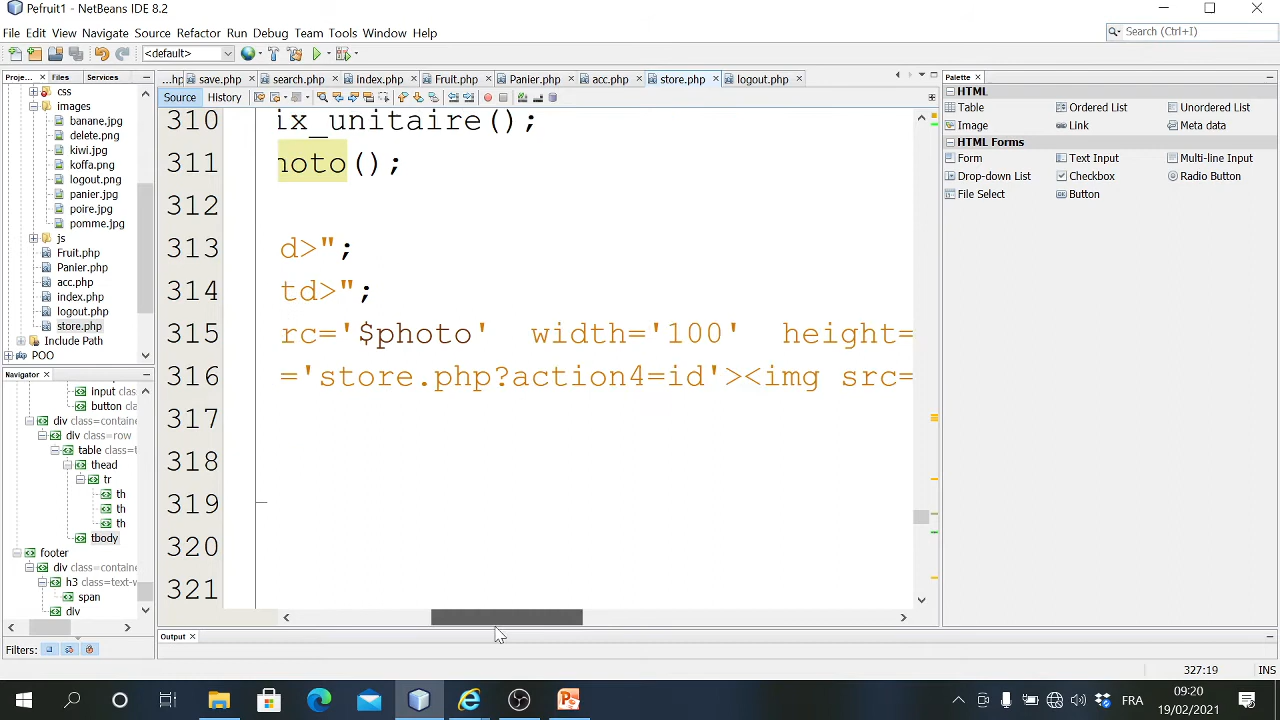 Pefruit1 - NetBeans IDE 8.2
File Edit View Navigate Source Refactor Run Debug Team Tools Window Help
Search (Ctrl+I)
<default>
Proje... Files Services
...hp save.php search.php Index.php Fruit.php Panier.php acc.php store.php logout.php
Palette
Source History
HTML
Table Ordered List Unordered List
Image Link Meta data
HTML Forms
Form Text Input Multi-line Input
Drop-down List Checkbox Radio Button
File Select Button
css
images
banane.jpg
delete.png
kiwi.jpg
koffa.png
logout.png
panier.jpg
poire.jpg
pomme.jpg
js
Fruit.php
Panier.php
acc.php
index.php
logout.php
store.php
Include Path
POO
Navigator
input clas
button class
div class=containe
div class=row
table class=t
thead
tr
th
th
th
tbody
footer
div class=contain
h3 class=text-w
span
div
Filters:
310 ix_unitaire();
311 hoto();
312
313 d>";
314 td>";
315 rc='$photo' width='100' height=
316 ='store.php?action4=id'><img src=
317
318
319
320
321
Output
327:19 INS
FRA
09:20
19/02/2021